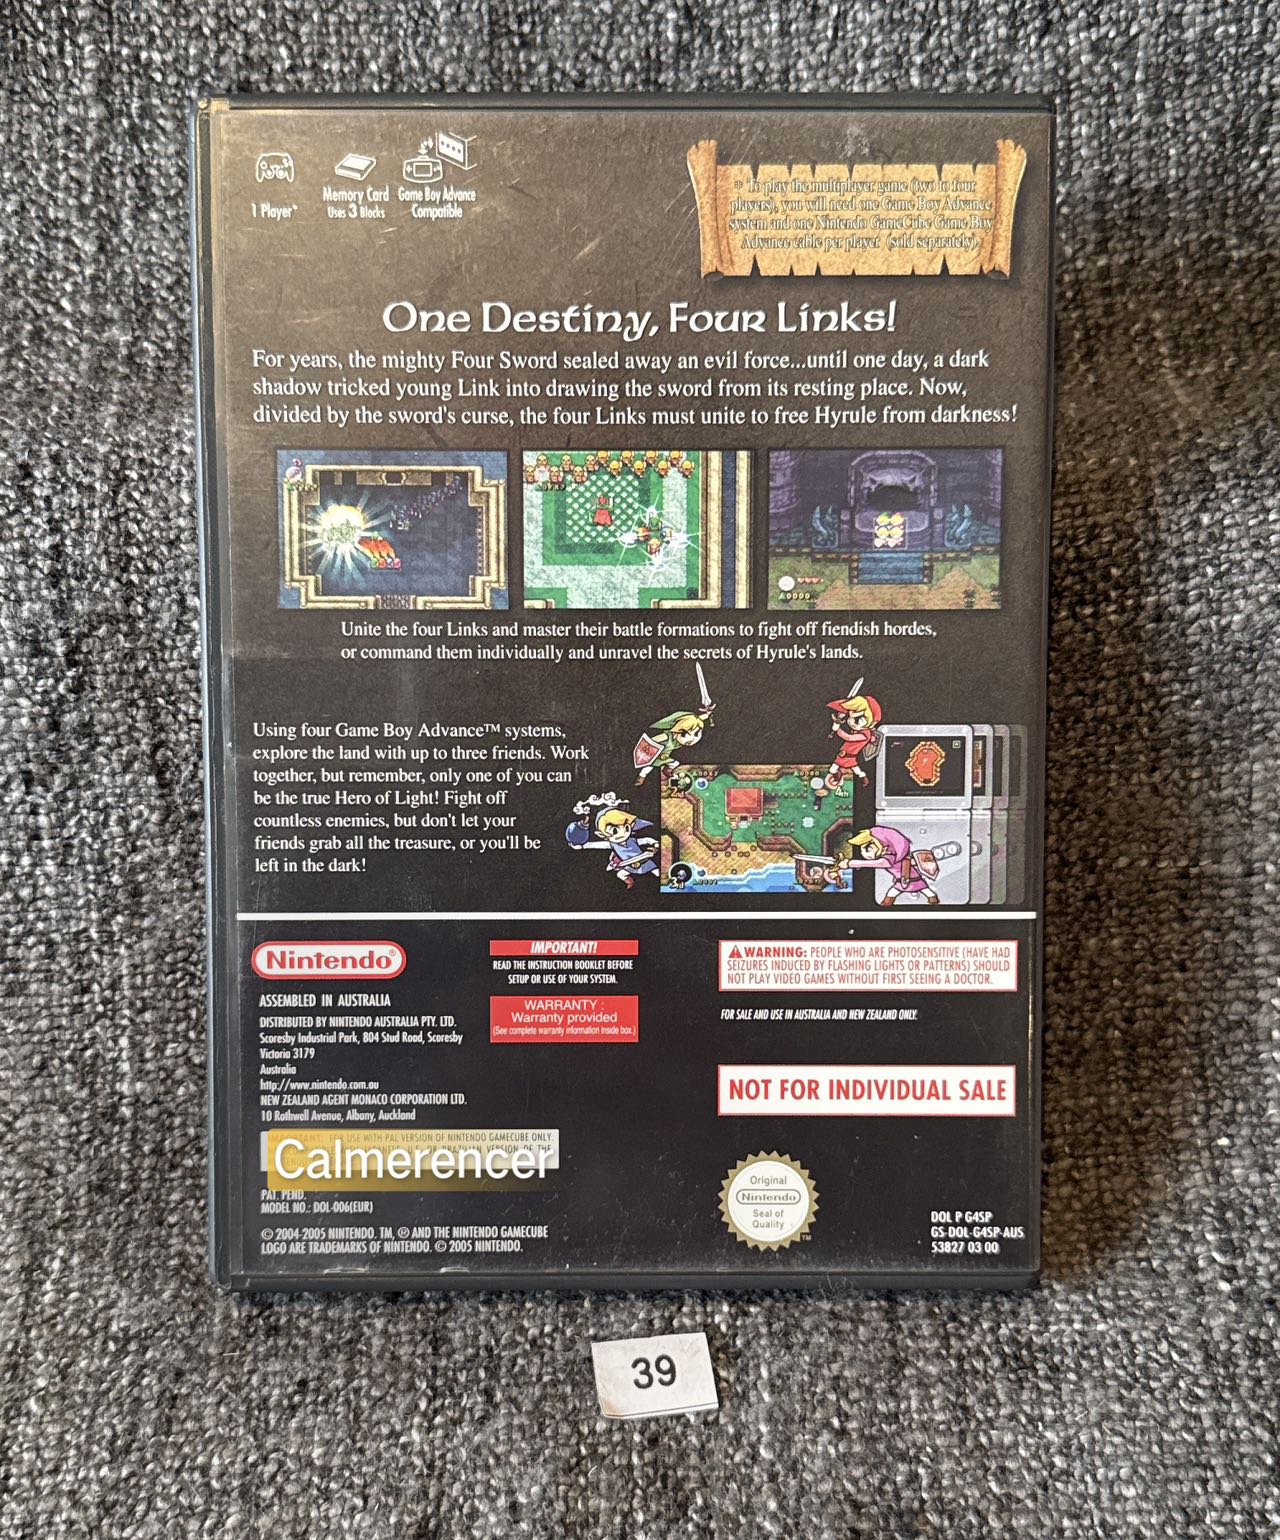 1 Player*
Memory Card
Uses 3 Blocks
Game Boy Advance
Compatible
* To play the multiplayer game (two to four
players), you will need one Game Boy Advance
system and one Nintendo GameCube Game Boy
Advance cable per player. (sold separately).
One Destiny, Four Links!
For years, the mighty Four Sword sealed away an evil force...until one day, a dark
shadow tricked young Link into drawing the sword from its resting place. Now,
divided by the sword's curse, the four Links must unite to free Hyrule from darkness!
Unite the four Links and master their battle formations to fight off fiendish hordes,
or command them individually and unravel the secrets of Hyrule's lands.
Using four Game Boy Advance™ systems,
explore the land with up to three friends. Work
together, but remember, only one of you can
be the true Hero of Light! Fight off
countless enemies, but don't let your
friends grab all the treasure, or you'll be
left in the dark!
Nintendo®
ASSEMBLED IN AUSTRALIA
DISTRIBUTED BY NINTENDO AUSTRALIA PTY. LTD.
Scoresby Industrial Park, 804 Stud Road, Scoresby
Victoria 3179
Australia
http://www.nintendo.com.au
NEW ZEALAND AGENT MONACO CORPORATION LTD.
10 Rothwell Avenue, Albany, Auckland
FOR USE WITH PAL VERSION OF NINTENDO GAMECUBE ONLY.
Calmerencer
PAT. PEND.
MODEL NO.: DOL-006(EUR)
© 2004-2005 NINTENDO. TM, ® AND THE NINTENDO GAMECUBE
LOGO ARE TRADEMARKS OF NINTENDO. © 2005 NINTENDO.
IMPORTANT!
READ THE INSTRUCTION BOOKLET BEFORE
SETUP OR USE OF YOUR SYSTEM.
WARRANTY :
Warranty provided
(See complete warranty information inside box.)
WARNING: PEOPLE WHO ARE PHOTOSENSITIVE (HAVE HAD
SEIZURES INDUCED BY FLASHING LIGHTS OR PATTERNS) SHOULD
NOT PLAY VIDEO GAMES WITHOUT FIRST SEEING A DOCTOR.
FOR SALE AND USE IN AUSTRALIA AND NEW ZEALAND ONLY.
NOT FOR INDIVIDUAL SALE
Original
Nintendo
Seal of
Quality
TM
DOL P G4SP
GS-DOL-G4SP-AUS
53827 03 00
39